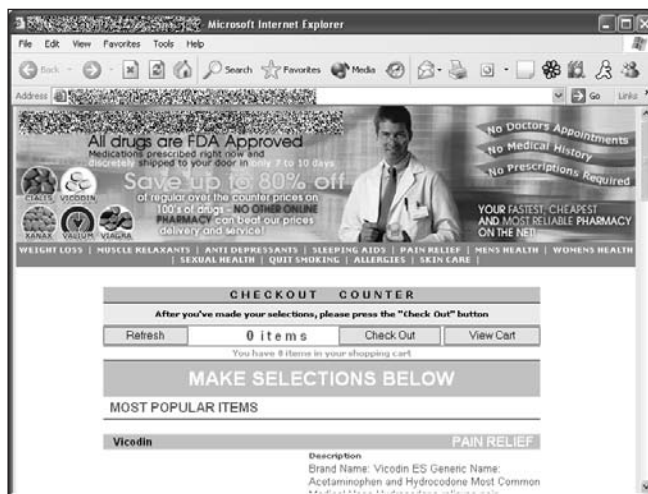 Microsoft Internet Explorer
File Edit View Favorites Tools Help
Back Search Favorites Media
Address Go Links
All drugs are FDA Approved
Medications prescribed right now and
discretely shipped to your door in only 7 to 10 days
Save up to 80% off
of regular over the counter prices on
100's of drugs - NO OTHER ONLINE
PHARMACY can beat our prices
delivery and service!
CIALIS VICODIN
XANAX VALIUM VIAGRA
No Doctors Appointments
No Medical History
No Prescriptions Required
YOUR FASTEST, CHEAPEST
AND MOST RELIABLE PHARMACY
ON THE NET!
WEIGHT LOSS | MUSCLE RELAXANTS | ANTI DEPRESSANTS | SLEEPING AIDS | PAIN RELIEF | MENS HEALTH | WOMENS HEALTH
| SEXUAL HEALTH | QUIT SMOKING | ALLERGIES | SKIN CARE |
CHECKOUT COUNTER
After you've made your selections, please press the "Check Out" button
Refresh 0 items Check Out View Cart
You have 0 items in your shopping cart
MAKE SELECTIONS BELOW
MOST POPULAR ITEMS
Vicodin PAIN RELIEF
Description
Brand Name: Vicodin ES Generic Name:
Acetaminophen and Hydrocodone Most Common